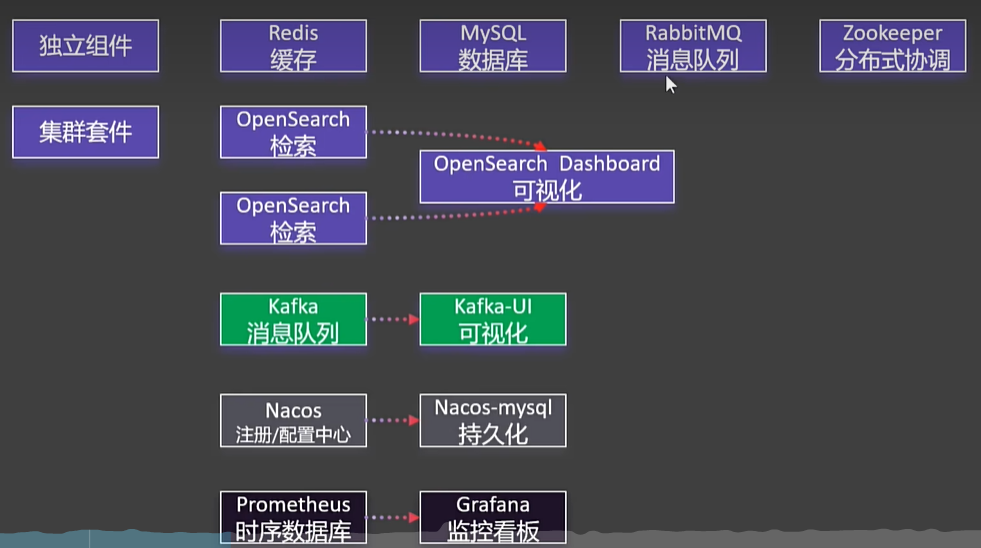 独立组件
Redis
缓存
MySQL
数据库
RabbitMQ
消息队列
Zookeeper
分布式协调
集群套件
OpenSearch
检索
OpenSearch Dashboard
可视化
OpenSearch
检索
Kafka
消息队列
Kafka-UI
可视化
Nacos
注册/配置中心
Nacos-mysql
持久化
Prometheus
时序数据库
Grafana
监控看板